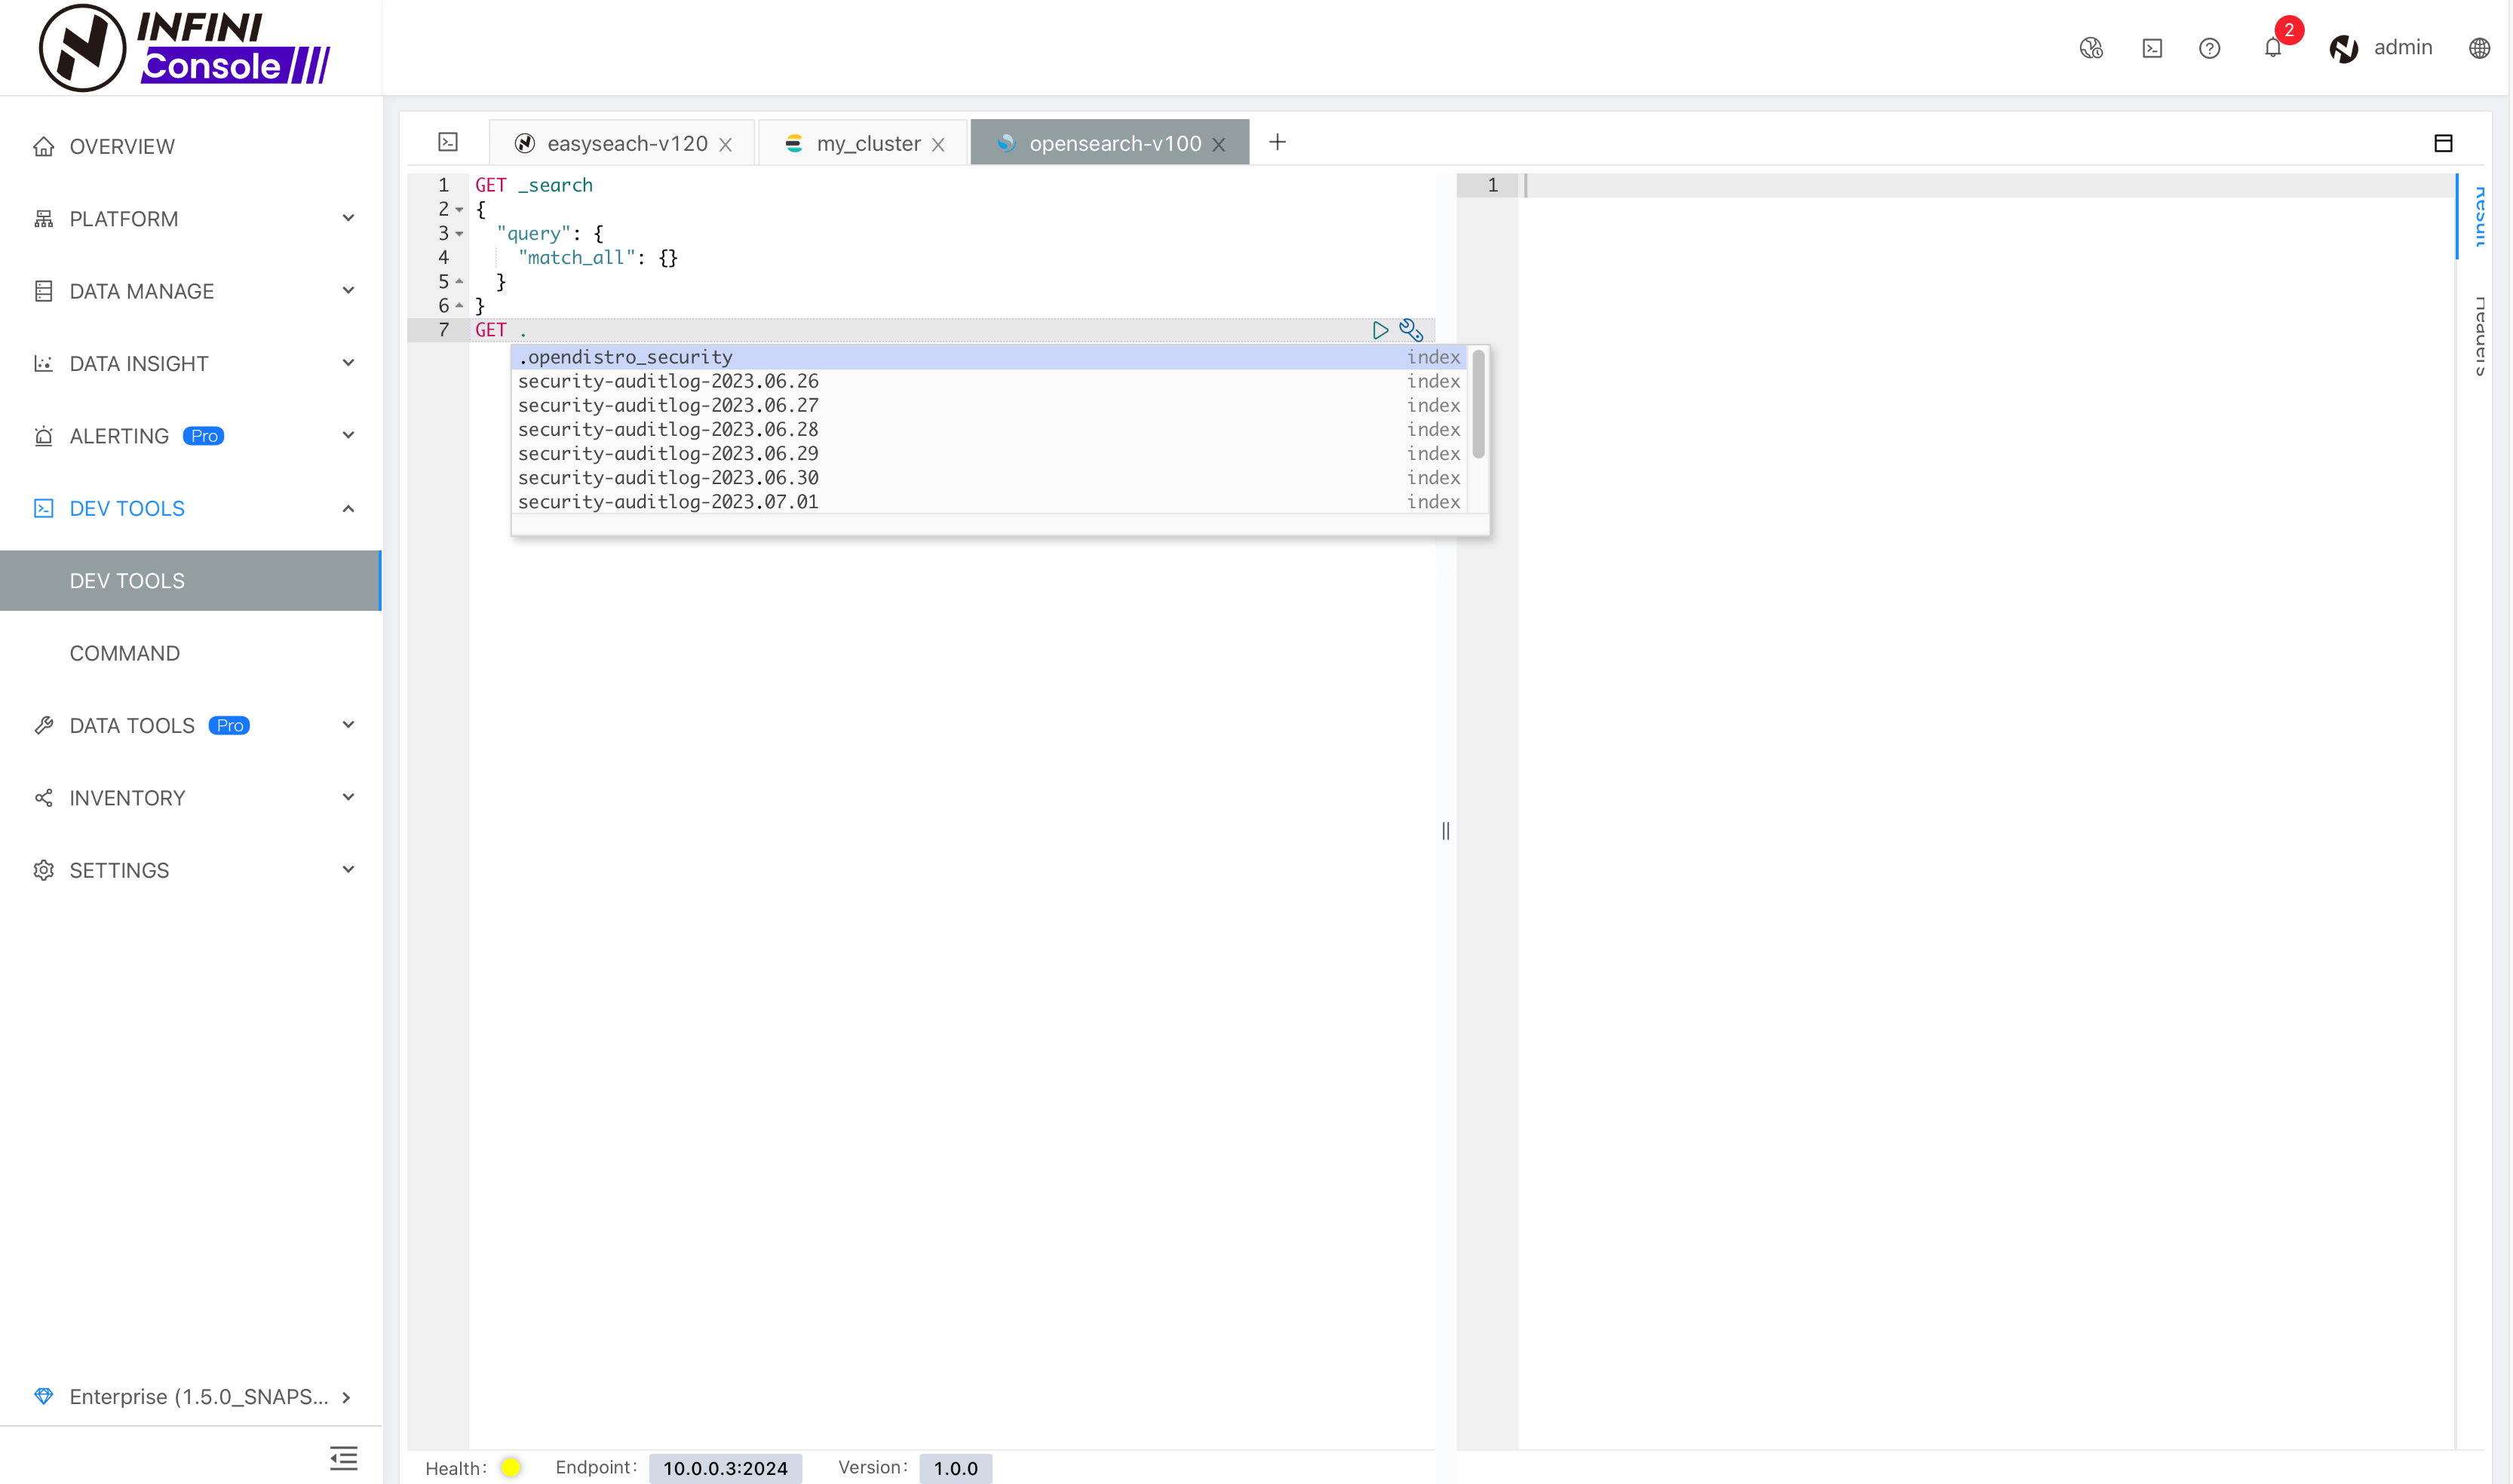 INFINI
Console
2
admin
OVERVIEW
PLATFORM
DATA MANAGE
DATA INSIGHT
ALERTING Pro
DEV TOOLS
DEV TOOLS
COMMAND
DATA TOOLS Pro
INVENTORY
SETTINGS
Enterprise (1.5.0_SNAPS...
easyseach-v120
my_cluster
opensearch-v100
1 GET _search
2 {
3 "query": {
4 "match_all": {}
5 }
6 }
7 GET .
.opendistro_security index
security-auditlog-2023.06.26 index
security-auditlog-2023.06.27 index
security-auditlog-2023.06.28 index
security-auditlog-2023.06.29 index
security-auditlog-2023.06.30 index
security-auditlog-2023.07.01 index
1
Result
Headers
Health:
Endpoint: 10.0.0.3:2024
Version: 1.0.0